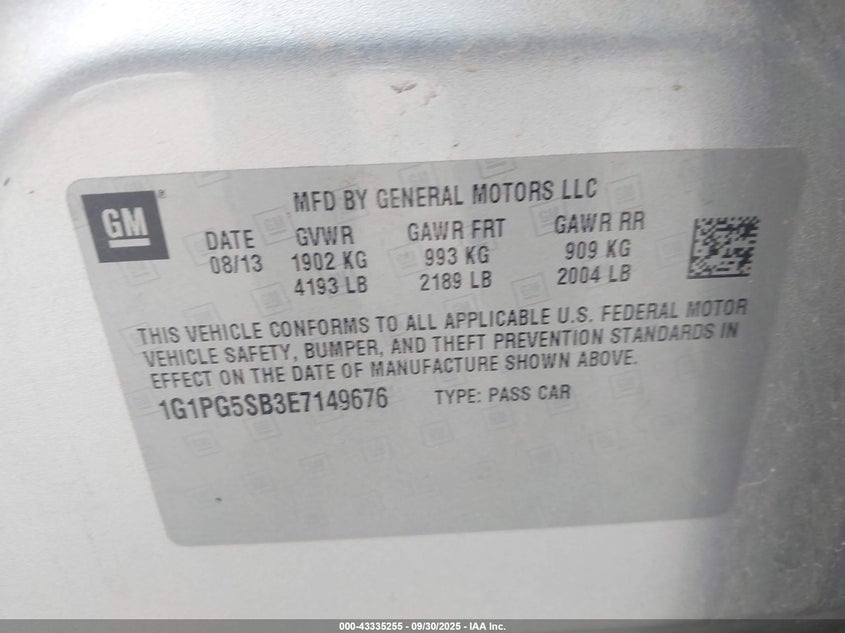 GM ®
MFD BY GENERAL MOTORS LLC
DATE GVWR GAWR FRT GAWR RR
08/13 1902 KG 993 KG 909 KG
4193 LB 2189 LB 2004 LB
THIS VEHICLE CONFORMS TO ALL APPLICABLE U.S. FEDERAL MOTOR
VEHICLE SAFETY, BUMPER, AND THEFT PREVENTION STANDARDS IN
EFFECT ON THE DATE OF MANUFACTURE SHOWN ABOVE.
1G1PG5SB3E7149676 TYPE: PASS CAR
000-43335255 - 09/30/2025 - IAA Inc.